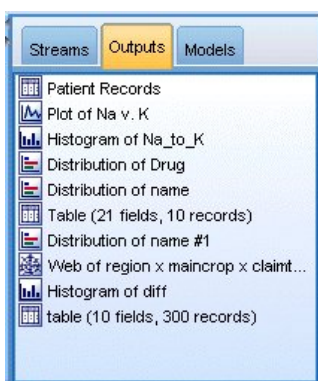 Streams Outputs Models
Patient Records
Plot of Na v. K
Histogram of Na_to_K
Distribution of Drug
Distribution of name
Table (21 fields, 10 records)
Distribution of name #1
Web of region x maincrop x claimt...
Histogram of diff
table (10 fields, 300 records)